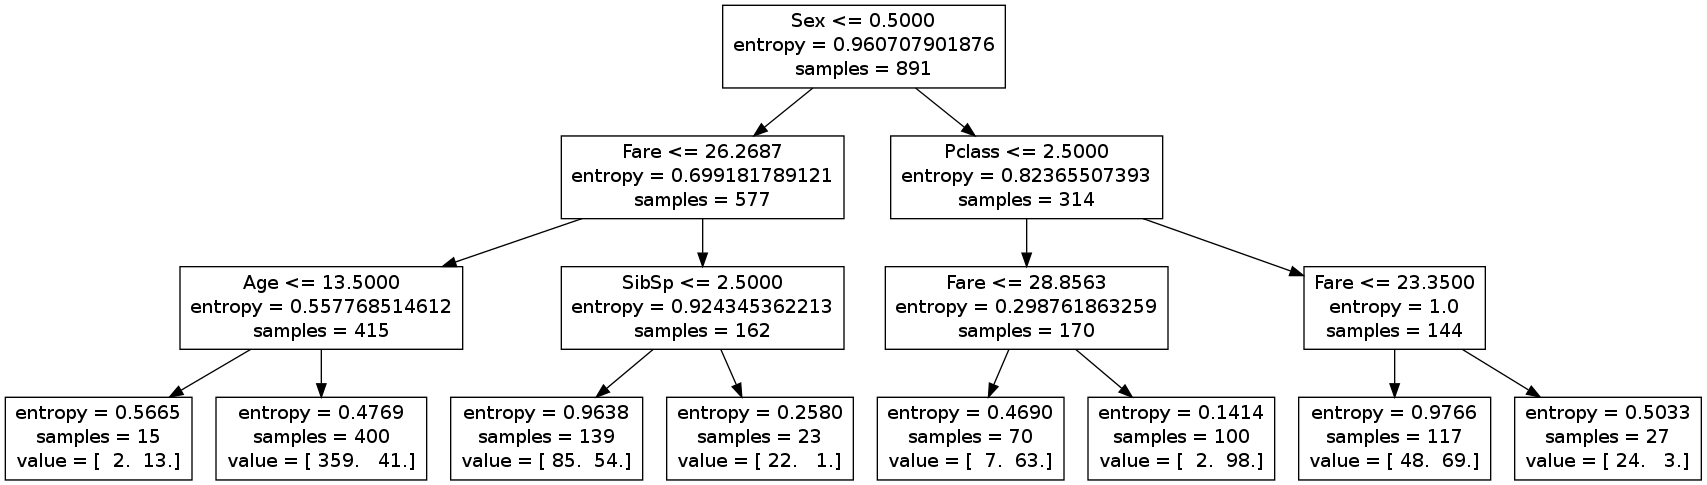 Sex <= 0.5000
entropy = 0.960707901876
samples = 891
Fare <= 26.2687
entropy = 0.699181789121
samples = 577
Pclass <= 2.5000
entropy = 0.82365507393
samples = 314
Age <= 13.5000
entropy = 0.557768514612
samples = 415
SibSp <= 2.5000
entropy = 0.924345362213
samples = 162
Fare <= 28.8563
entropy = 0.298761863259
samples = 170
Fare <= 23.3500
entropy = 1.0
samples = 144
entropy = 0.5665
samples = 15
value = [  2.  13.]
entropy = 0.4769
samples = 400
value = [ 359.   41.]
entropy = 0.9638
samples = 139
value = [ 85.  54.]
entropy = 0.2580
samples = 23
value = [ 22.   1.]
entropy = 0.4690
samples = 70
value = [  7.  63.]
entropy = 0.1414
samples = 100
value = [  2.  98.]
entropy = 0.9766
samples = 117
value = [ 48.  69.]
entropy = 0.5033
samples = 27
value = [ 24.   3.]